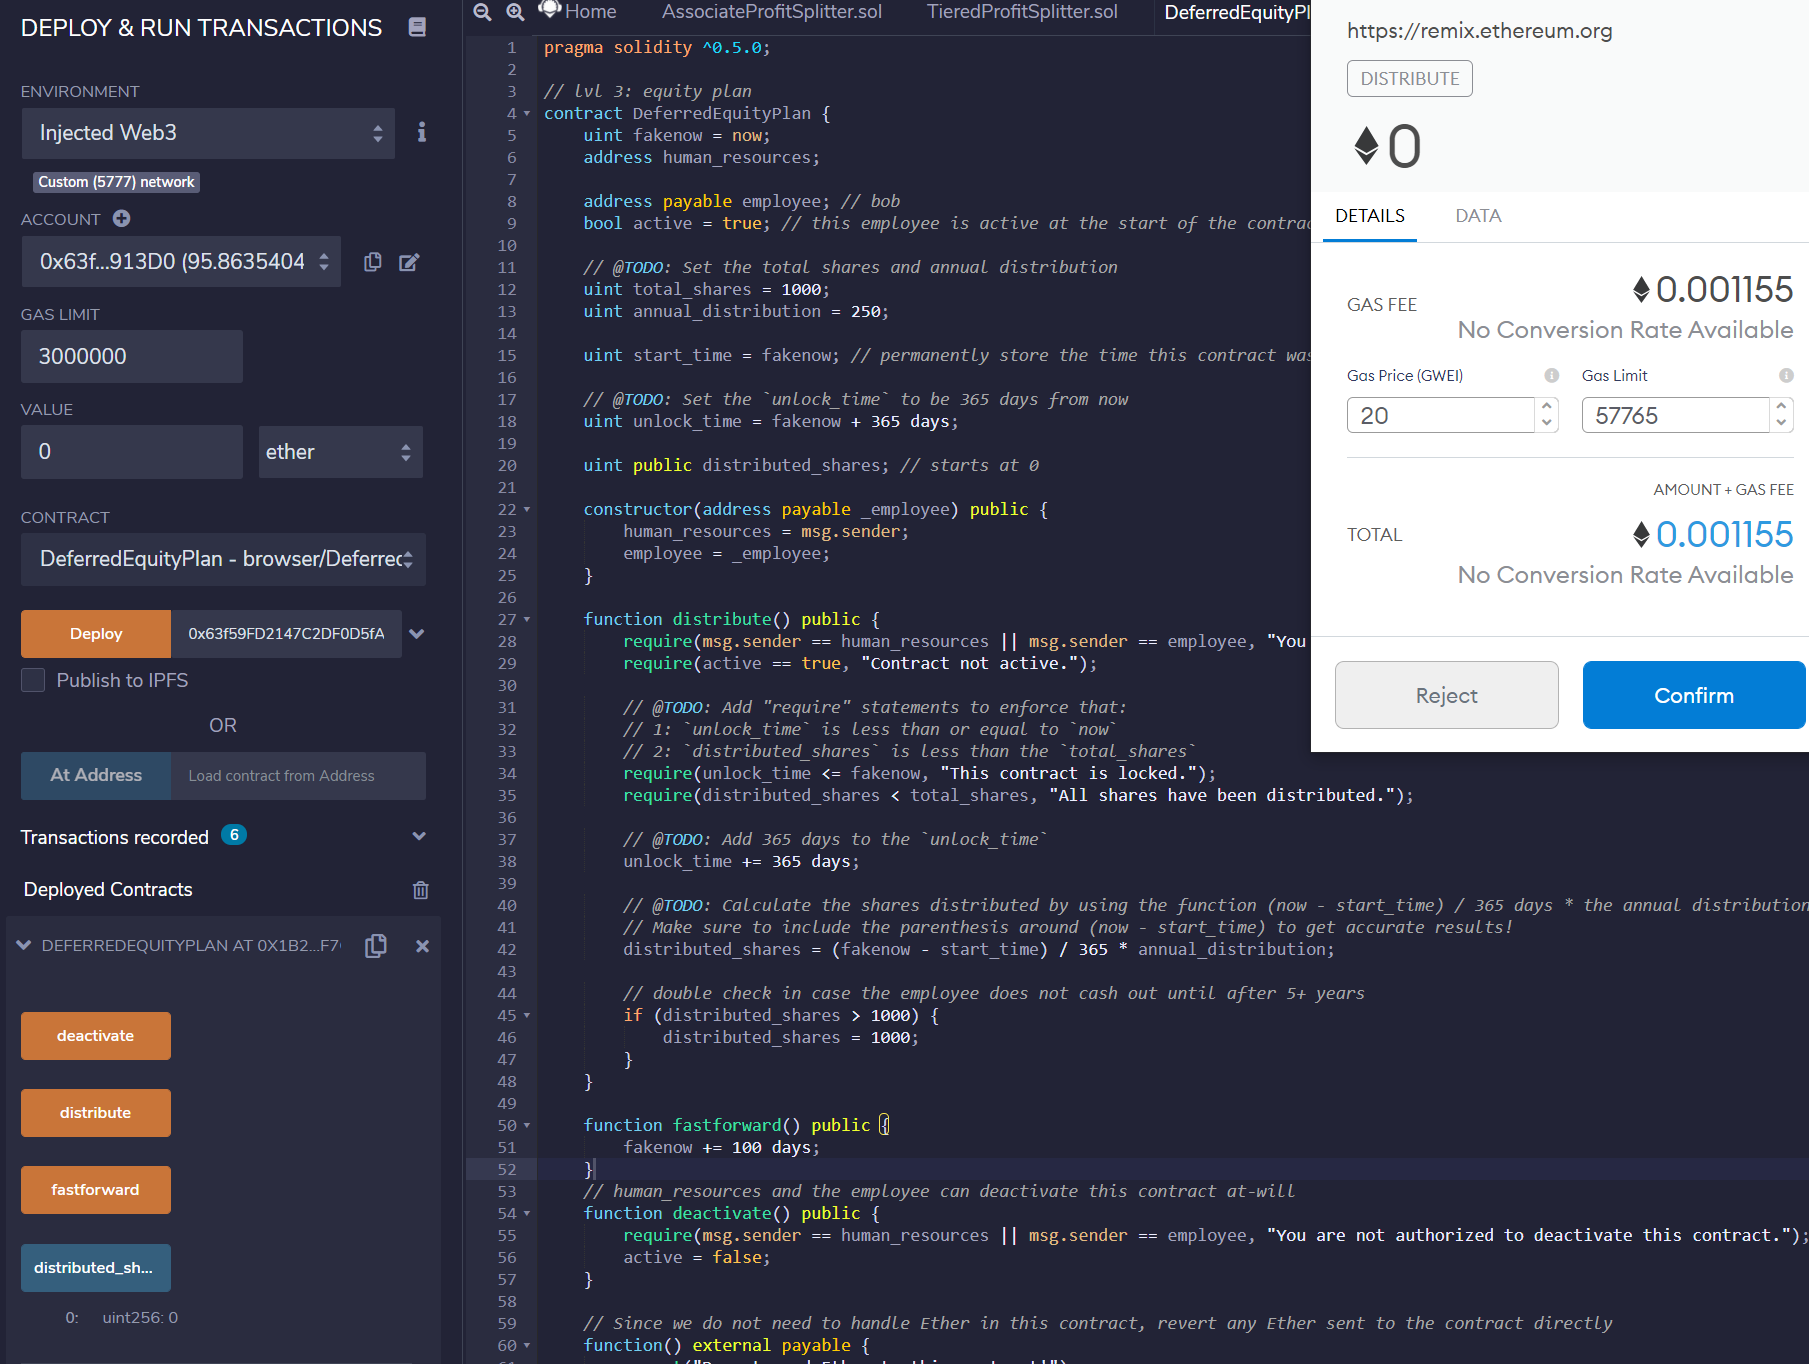 DEPLOY & RUN TRANSACTIONS
ENVIRONMENT
Injected Web3
Custom (5777) network
ACCOUNT
0x63f...913D0 (95.8635404
GAS LIMIT
3000000
VALUE
0
ether
CONTRACT
DeferredEquityPlan - browser/Deferred
Deploy
0x63f59FD2147C2DF0D5fA
Publish to IPFS
OR
At Address
Load contract from Address
Transactions recorded 6
Deployed Contracts
DEFERREDEQUITYPLAN AT 0X1B2...F7
deactivate
distribute
fastforward
distributed_sh...
0: uint256: 0
Home
AssociateProfitSplitter.sol
TieredProfitSplitter.sol
DeferredEquityPl
1 pragma solidity ^0.5.0;
2
3 // lvl 3: equity plan
4 contract DeferredEquityPlan {
5 uint fakenow = now;
6 address human_resources;
7
8 address payable employee; // bob
9 bool active = true; // this employee is active at the start of the contrac
10
11 // @TODO: Set the total shares and annual distribution
12 uint total_shares = 1000;
13 uint annual_distribution = 250;
14
15 uint start_time = fakenow; // permanently store the time this contract was
16
17 // @TODO: Set the `unlock_time` to be 365 days from now
18 uint unlock_time = fakenow + 365 days;
19
20 uint public distributed_shares; // starts at 0
21
22 constructor(address payable _employee) public {
23 human_resources = msg.sender;
24 employee = _employee;
25 }
26
27 function distribute() public {
28 require(msg.sender == human_resources || msg.sender == employee, "You
29 require(active == true, "Contract not active.");
30
31 // @TODO: Add "require" statements to enforce that:
32 // 1: `unlock_time` is less than or equal to `now`
33 // 2: `distributed_shares` is less than the `total_shares`
34 require(unlock_time <= fakenow, "This contract is locked.");
35 require(distributed_shares < total_shares, "All shares have been distributed.");
36
37 // @TODO: Add 365 days to the `unlock_time`
38 unlock_time += 365 days;
39
40 // @TODO: Calculate the shares distributed by using the function (now - start_time) / 365 days * the annual distribution
41 // Make sure to include the parenthesis around (now - start_time) to get accurate results!
42 distributed_shares = (fakenow - start_time) / 365 * annual_distribution;
43
44 // double check in case the employee does not cash out until after 5+ years
45 if (distributed_shares > 1000) {
46 distributed_shares = 1000;
47 }
48 }
49
50 function fastforward() public {
51 fakenow += 100 days;
52 }
53 // human_resources and the employee can deactivate this contract at-will
54 function deactivate() public {
55 require(msg.sender == human_resources || msg.sender == employee, "You are not authorized to deactivate this contract.");
56 active = false;
57 }
58
59 // Since we do not need to handle Ether in this contract, revert any Ether sent to the contract directly
60 function() external payable {
https://remix.ethereum.org
DISTRIBUTE
0
DETAILS
DATA
GAS FEE
0.001155
No Conversion Rate Available
Gas Price (GWEI)
Gas Limit
20
57765
AMOUNT + GAS FEE
TOTAL
0.001155
No Conversion Rate Available
Reject
Confirm